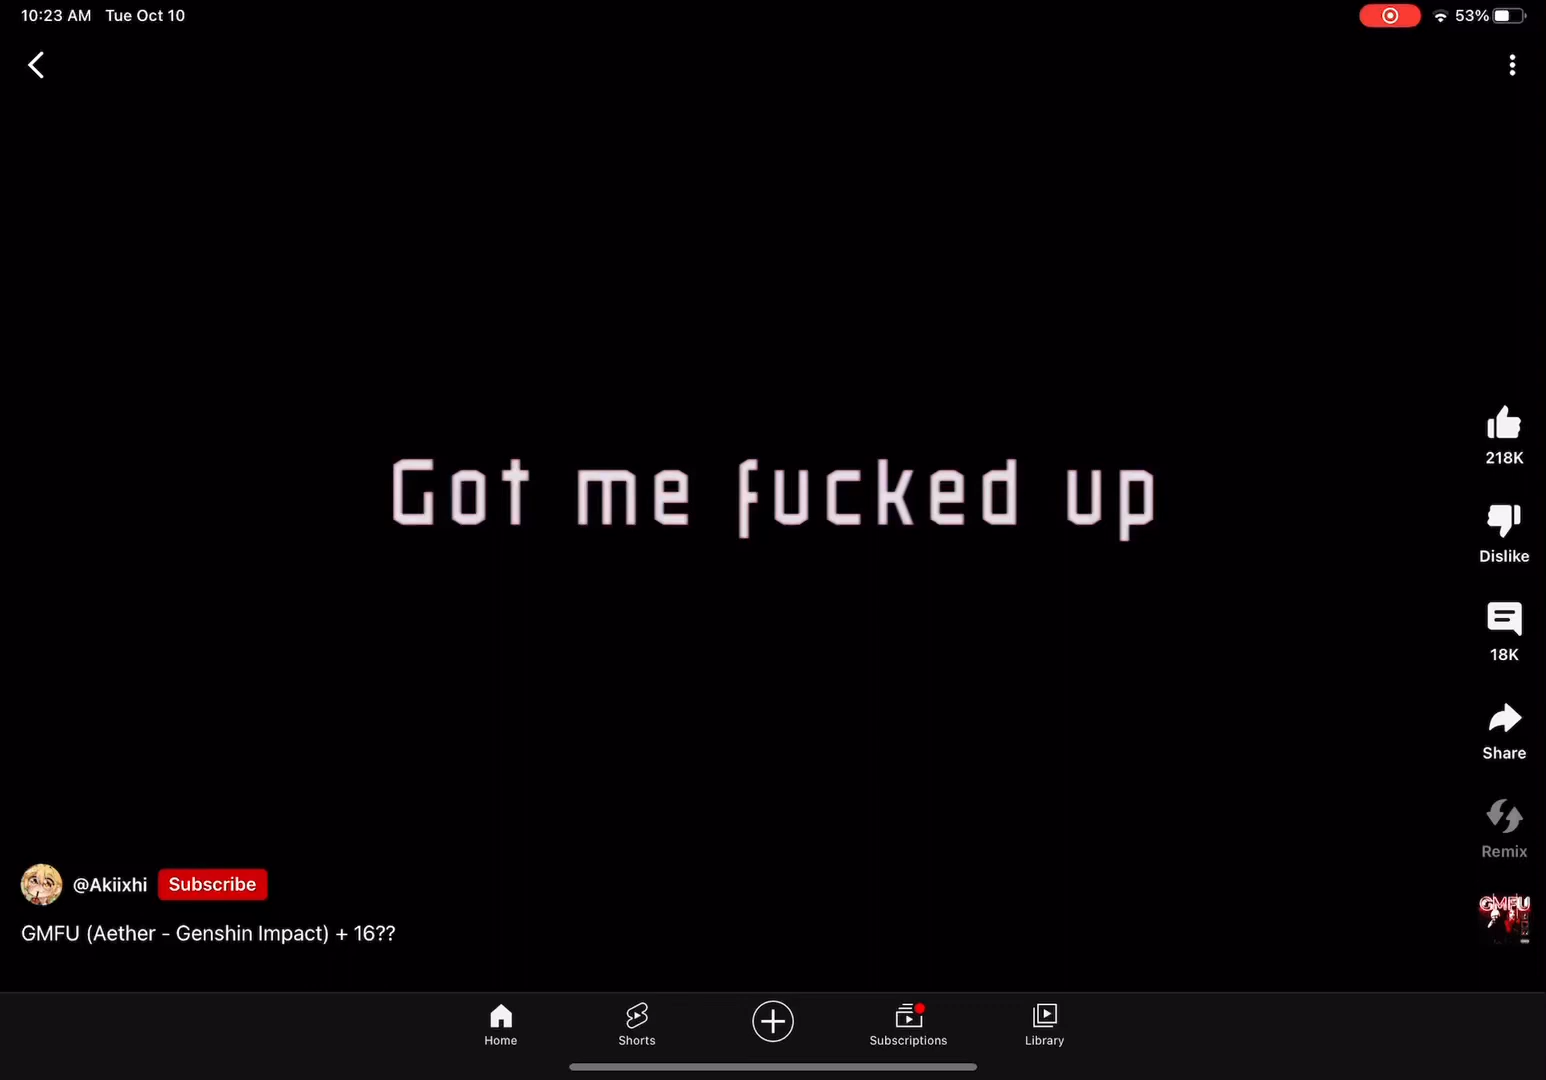 10:23 AM Tue Oct 10
53%
Got me fucked up
218K
Dislike
18K
Share
Remix
GMFU
@Akiixhi Subscribe
GMFU (Aether - Genshin Impact) + 16??
Home Shorts Subscriptions Library